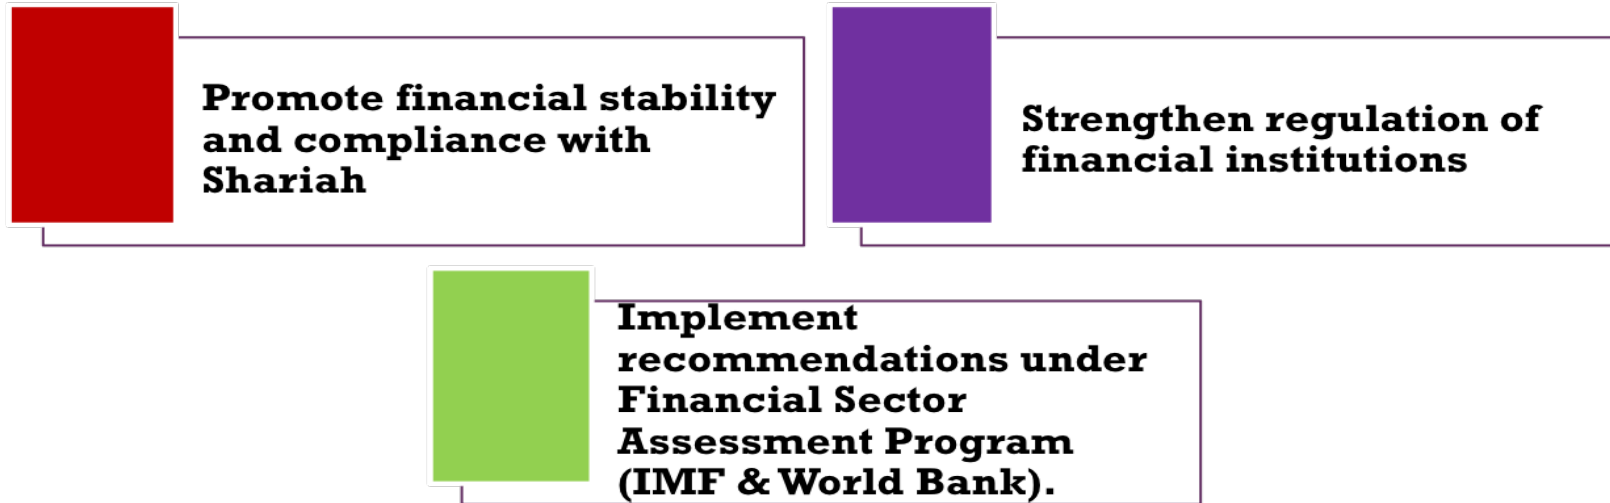 Promote financial stability
and compliance with
Shariah
Strengthen regulation of
financial institutions
Implement
recommendations under
Financial Sector
Assessment Program
(IMF & World Bank).